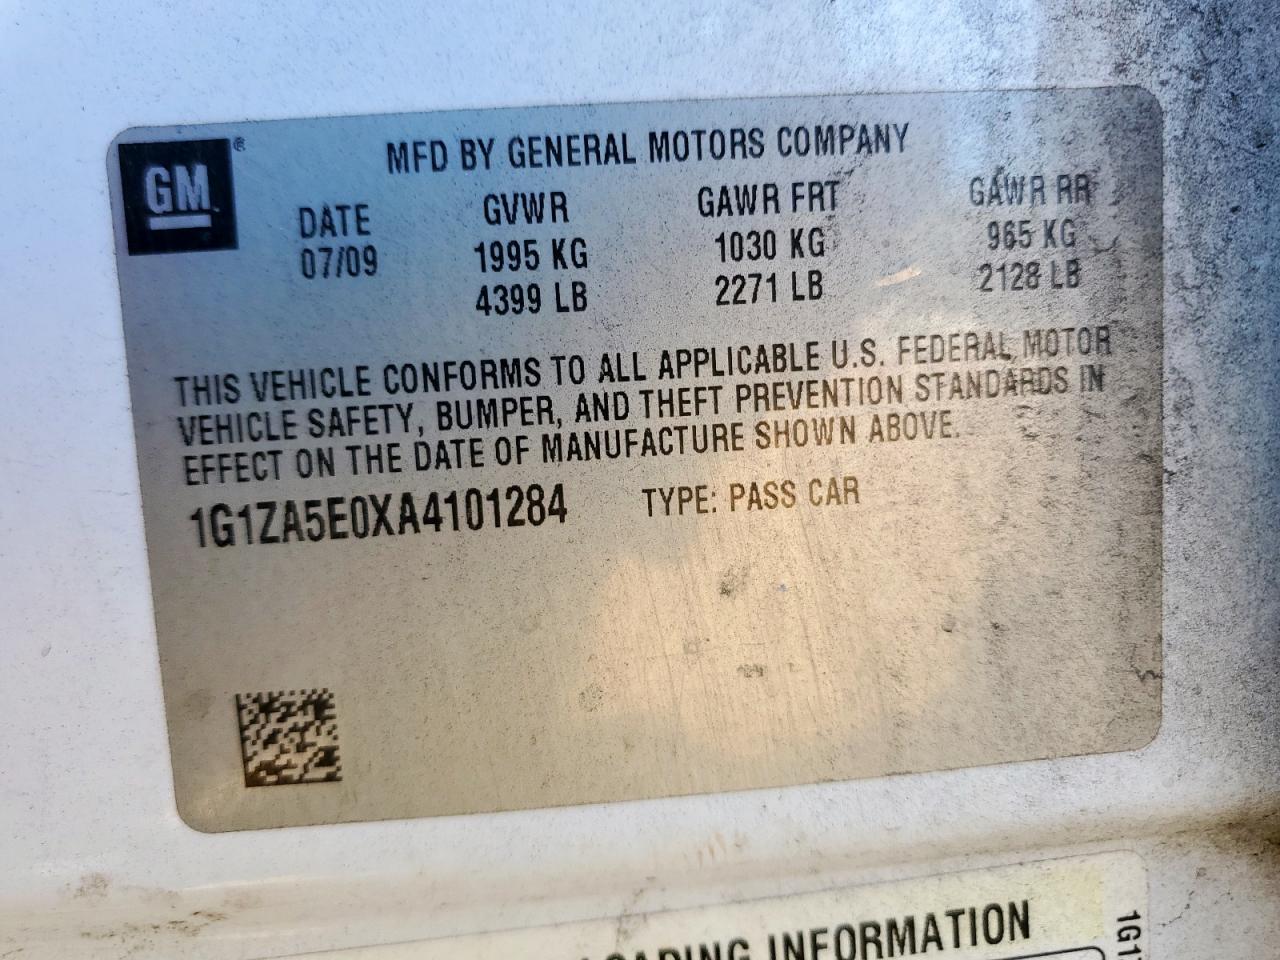 GM ®
MFD BY GENERAL MOTORS COMPANY
DATE GVWR GAWR FRT GAWR RR
07/09 1995 KG 1030 KG 965 KG
4399 LB 2271 LB 2128 LB
THIS VEHICLE CONFORMS TO ALL APPLICABLE U.S. FEDERAL MOTOR
VEHICLE SAFETY, BUMPER, AND THEFT PREVENTION STANDARDS IN
EFFECT ON THE DATE OF MANUFACTURE SHOWN ABOVE.
1G1ZA5E0XA4101284 TYPE: PASS CAR
INFORMATION